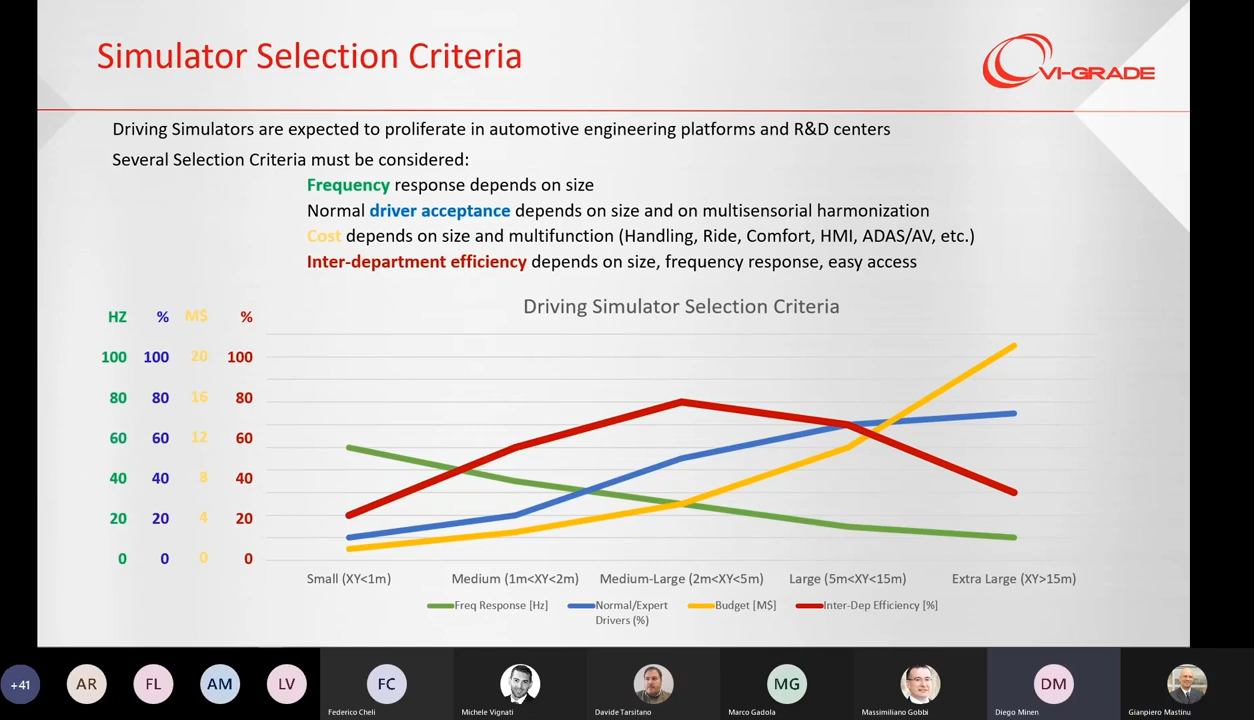 Simulator Selection Criteria
VI-GRADE
Driving Simulators are expected to proliferate in automotive engineering platforms and R&D centers
Several Selection Criteria must be considered:
Frequency response depends on size
Normal driver acceptance depends on size and on multisensorial harmonization
Cost depends on size and multifunction (Handling, Ride, Comfort, HMI, ADAS/AV, etc.)
Inter-department efficiency depends on size, frequency response, easy access
Driving Simulator Selection Criteria
HZ % M$ %
100 100 20 100
80 80 16 80
60 60 12 60
40 40 8 40
20 20 4 20
0 0 0 0
Small (XY<1m) Medium (1m<XY<2m) Medium-Large (2m<XY<5m) Large (5m<XY<15m) Extra Large (XY>15m)
Freq Response [Hz] Normal/Expert Drivers (%) Budget [M$] Inter-Dep Efficiency [%]
+41 AR FL AM LV FC MG DM
Federico Cheli Michele Vignati Davide Tarsitano Marco Gadola Massimiliano Gobbi Diego Minen Gianpiero Mastinu